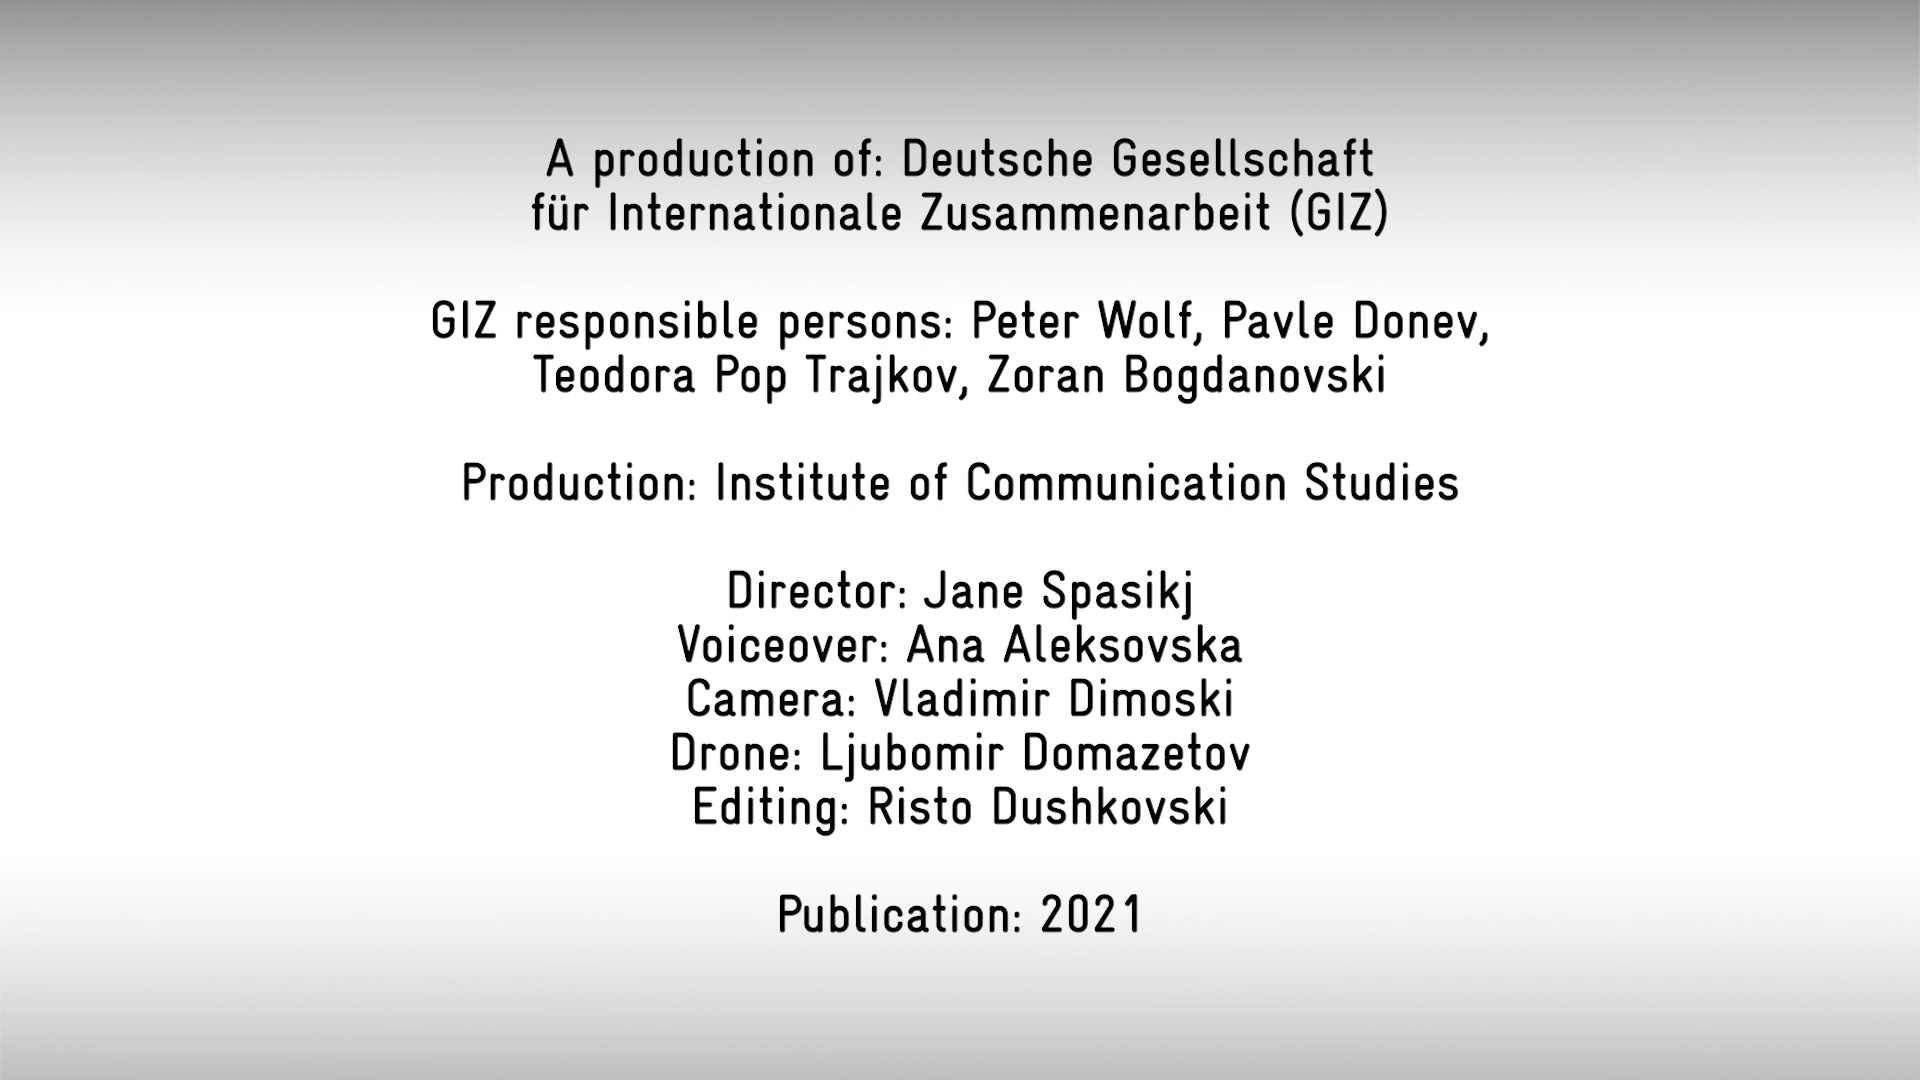 A production of: Deutsche Gesellschaft
für Internationale Zusammenarbeit (GIZ)
GIZ responsible persons: Peter Wolf, Pavle Donev,
Teodora Pop Trajkov, Zoran Bogdanovski
Production: Institute of Communication Studies
Director: Jane Spasikj
Voiceover: Ana Aleksovska
Camera: Vladimir Dimoski
Drone: Ljubomir Domazetov
Editing: Risto Dushkovski
Publication: 2021